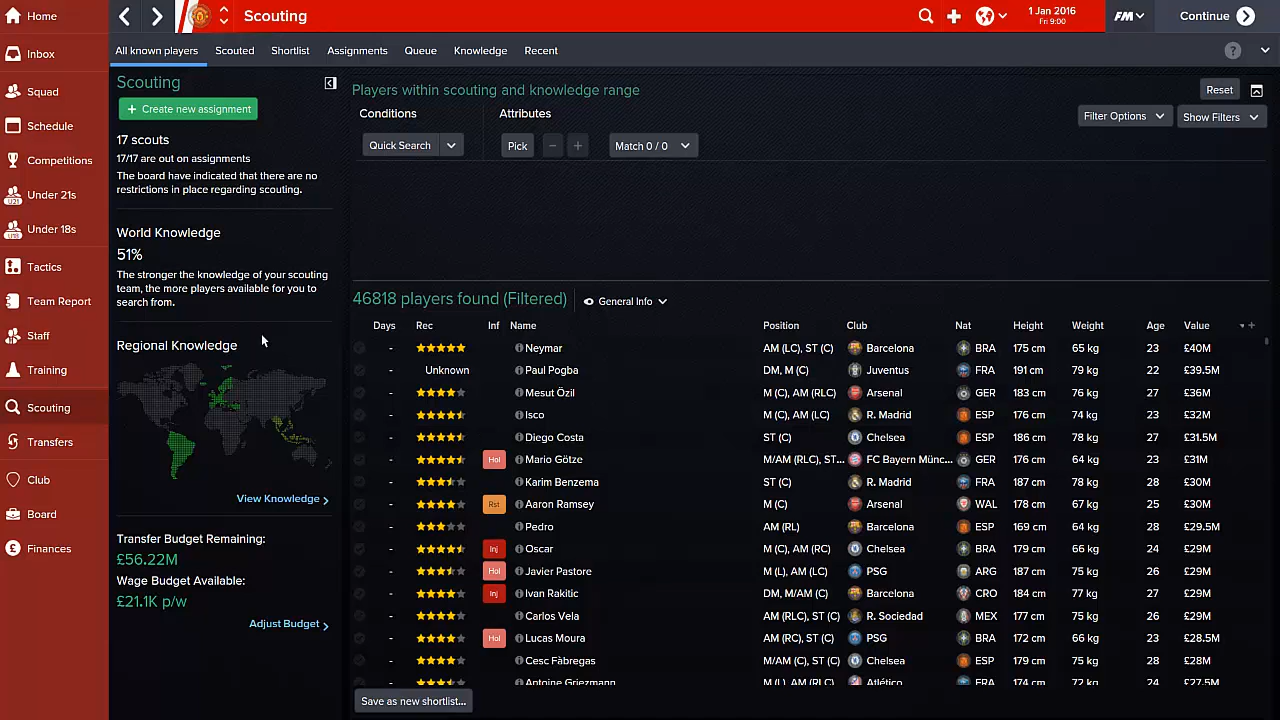 Home
Scouting
1 Jan 2016
Fri 9:00
FM
Continue
Inbox
Squad
Schedule
Competitions
Under 21s
Under 18s
Tactics
Team Report
Staff
Training
Scouting
Transfers
Club
Board
Finances
All known players Scouted Shortlist Assignments Queue Knowledge Recent
?
Scouting
+ Create new assignment
17 scouts
17/17 are out on assignments
The board have indicated that there are no
restrictions in place regarding scouting.
World Knowledge
51%
The stronger the knowledge of your scouting
team, the more players available for you to
search from.
Regional Knowledge
View Knowledge >
Transfer Budget Remaining:
£56.22M
Wage Budget Available:
£21.1K p/w
Adjust Budget >
Players within scouting and knowledge range
Reset
Conditions Attributes
Filter Options Show Filters
Quick Search Pick − + Match 0 / 0
46818 players found (Filtered) General Info
Days Rec Inf Name Position Club Nat Height Weight Age Value
- Neymar AM (LC), ST (C) Barcelona BRA 175 cm 65 kg 23 £40M
- Unknown Paul Pogba DM, M (C) Juventus FRA 191 cm 79 kg 22 £39.5M
- Mesut Özil M (C), AM (RLC) Arsenal GER 183 cm 76 kg 27 £36M
- Isco M (C), AM (LC) R. Madrid ESP 176 cm 74 kg 23 £32M
- Diego Costa ST (C) Chelsea ESP 186 cm 78 kg 27 £31.5M
- Hol Mario Götze M/AM (RLC), ST... FC Bayern Münc... GER 176 cm 64 kg 23 £31M
- Karim Benzema ST (C) R. Madrid FRA 187 cm 78 kg 28 £30M
- Rst Aaron Ramsey M (C) Arsenal WAL 178 cm 67 kg 25 £30M
- Pedro AM (RL) Barcelona ESP 169 cm 64 kg 28 £29.5M
- Inj Oscar M (C), AM (RC) Chelsea BRA 179 cm 66 kg 24 £29M
- Hol Javier Pastore M (L), AM (LC) PSG ARG 187 cm 75 kg 26 £29M
- Inj Ivan Rakitic DM, M/AM (C) Barcelona CRO 184 cm 77 kg 27 £29M
- Carlos Vela AM (RLC), ST (C) R. Sociedad MEX 177 cm 75 kg 26 £29M
- Hol Lucas Moura AM (RC), ST (C) PSG BRA 172 cm 66 kg 23 £28.5M
- Cesc Fàbregas M/AM (C), ST (C) Chelsea ESP 179 cm 75 kg 28 £28M
- Antoine Griezmann M (L), AM (RLC) Atlético FRA 174 cm 72 kg 24 £27.5M
Save as new shortlist...